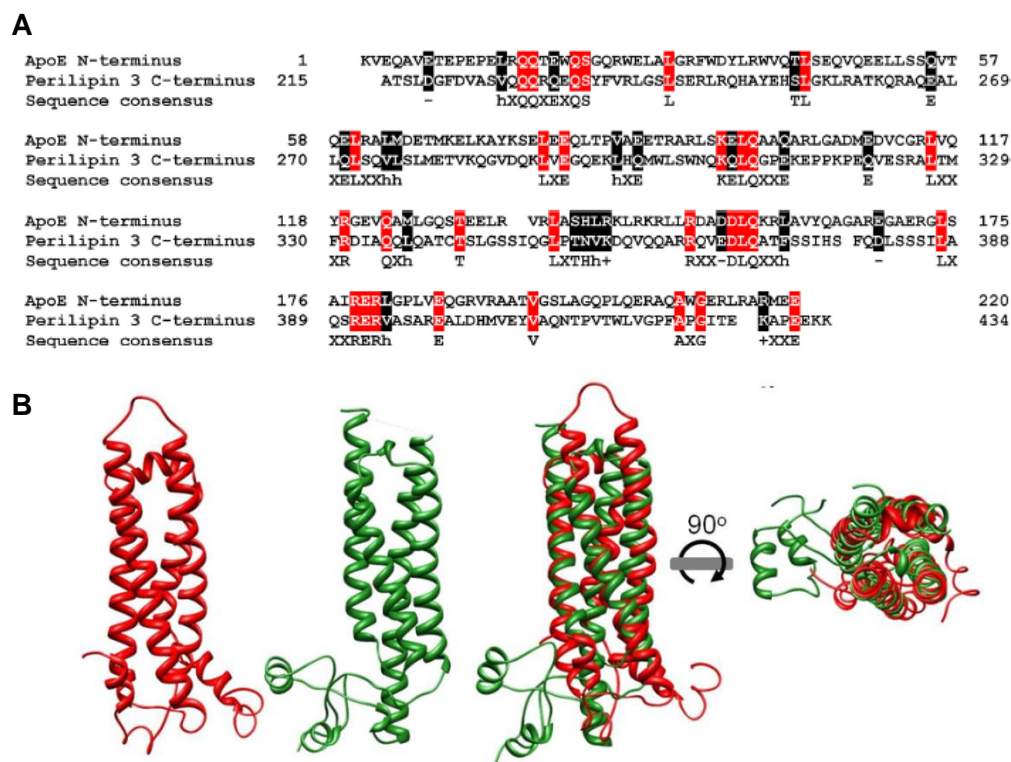 A
ApoE N-terminus 1 KVEQAVETEPEPELRQQTEWQSGQRWELALGRFWDYLRWVQTLSEQVQEELLSSQVT 57
Perilipin 3 C-terminus 215 ATSLDGFDVASVQQQRQEQSYFVRLGSLSERLRQHAYEHSLGKLRATKQRAQEAL 269
Sequence consensus - hXQQXEXQS L TL E
ApoE N-terminus 58 QELRALMDETMKELKAYKSELEEQLTPVAEETRARLSKELQAAQARLGADMEDVCGRLVQ 117
Perilipin 3 C-terminus 270 LQLSQVLSLMETVKQGVDQKLVEGQEKLHQMWLSWNQKQLQGPEKEPPKPEQVESRALTM 329
Sequence consensus XELXXhh LXE hXE KELQXXE E LXX
ApoE N-terminus 118 YRGEVQAMLGQSTEELR VRLASHLRKLRKRLLRDADDLQKRLAVYQAGAREGAERGLS 175
Perilipin 3 C-terminus 330 FRDIAQQLQATCTSLGSSIQGLPTNVKDQVQQARRQVEDLQATFSSIHS FQDLSSSILA 388
Sequence consensus XR QXh T LXTHh+ RXX-DLQXXh - LX
ApoE N-terminus 176 AIRERLGPLVEQGRVRAATVGSLAGQPLQERAQAWGERLRARMEE 220
Perilipin 3 C-terminus 389 QSRERVASAREALDHMVEYVAQNTPVTWLVGPFAPGITE KAPEEKK 434
Sequence consensus XXRERh E V AXG +XXE
B
90°